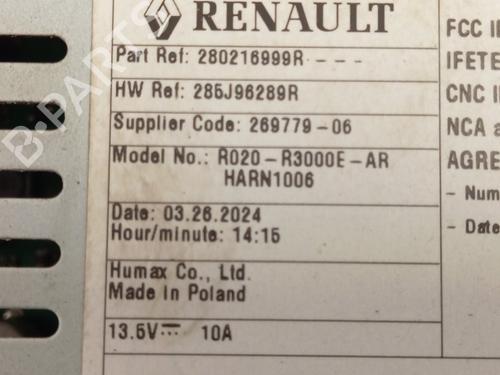 RENAULT
Part Ref: 280216999R - - -
HW Ref: 285J96289R
Supplier Code: 269779-06
Model No.: R020-R3000E-AR
HARN1006
Date: 03.26.2024
Hour/minute: 14:15
Humax Co., Ltd.
Made in Poland
13.5V⎓ 10A
FCC I
IFETE
CNC I
NCA a
AGRE
- Num
- Date
B-PARTS